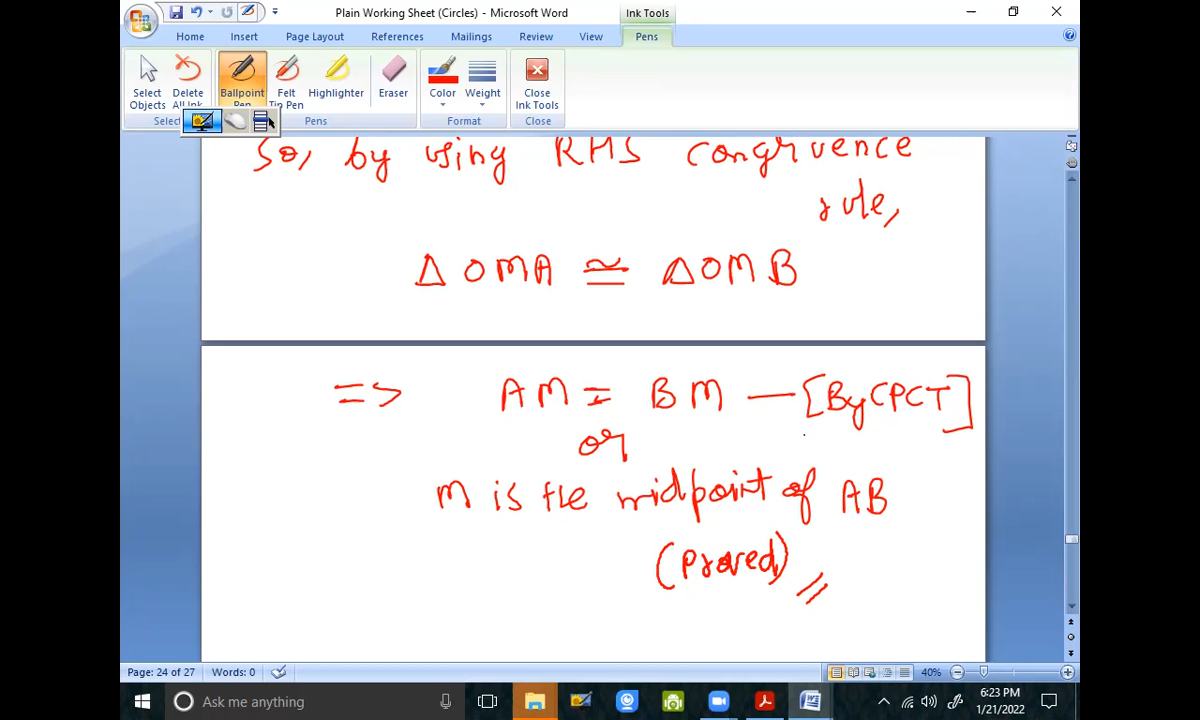 Plain Working Sheet (Circles) - Microsoft Word
Ink Tools
Home Insert Page Layout References Mailings Review View Pens
Select Objects
Delete All Ink
Ballpoint Pen
Felt Tip Pen
Highlighter
Eraser
Color
Weight
Close Ink Tools
Select Pens Format Close
So, by using RHS congruence
rule,
Δ OMA ≅ Δ OMB
=> AM = BM — [By CPCT]
or
M is the midpoint of AB
(Proved)
Page: 24 of 27 Words: 0 40%
Ask me anything
6:23 PM
1/21/2022